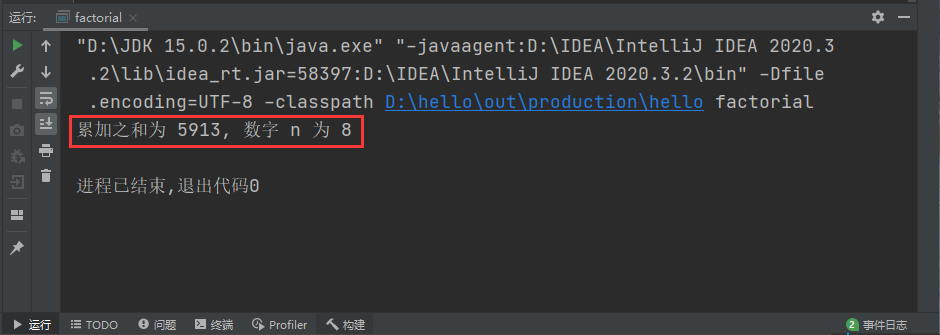 运行: factorial
"D:\JDK 15.0.2\bin\java.exe" "-javaagent:D:\IDEA\IntelliJ IDEA 2020.3
.2\lib\idea_rt.jar=58397:D:\IDEA\IntelliJ IDEA 2020.3.2\bin" -Dfile
.encoding=UTF-8 -classpath D:\hello\out\production\hello factorial
累加之和为 5913, 数字 n 为 8
进程已结束,退出代码0
运行 TODO 问题 终端 Profiler 构建 2 事件日志